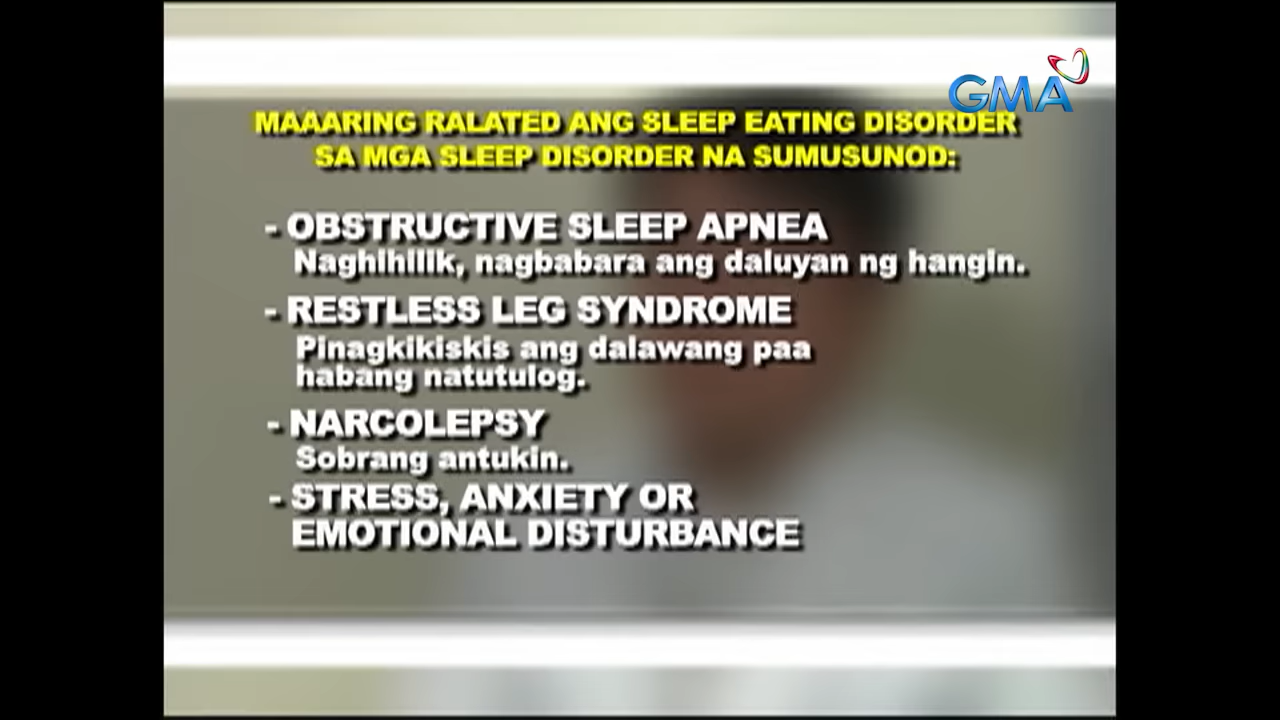 GMA
MAAARING RALATED ANG SLEEP EATING DISORDER
SA MGA SLEEP DISORDER NA SUMUSUNOD:
- OBSTRUCTIVE SLEEP APNEA
Naghihilik, nagbabara ang daluyan ng hangin.
- RESTLESS LEG SYNDROME
Pinagkikiskis ang dalawang paa
habang natutulog.
- NARCOLEPSY
Sobrang antukin.
- STRESS, ANXIETY OR
EMOTIONAL DISTURBANCE